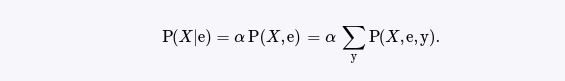 P(X|e) = α P(X, e) = α ∑_y P(X, e, y).